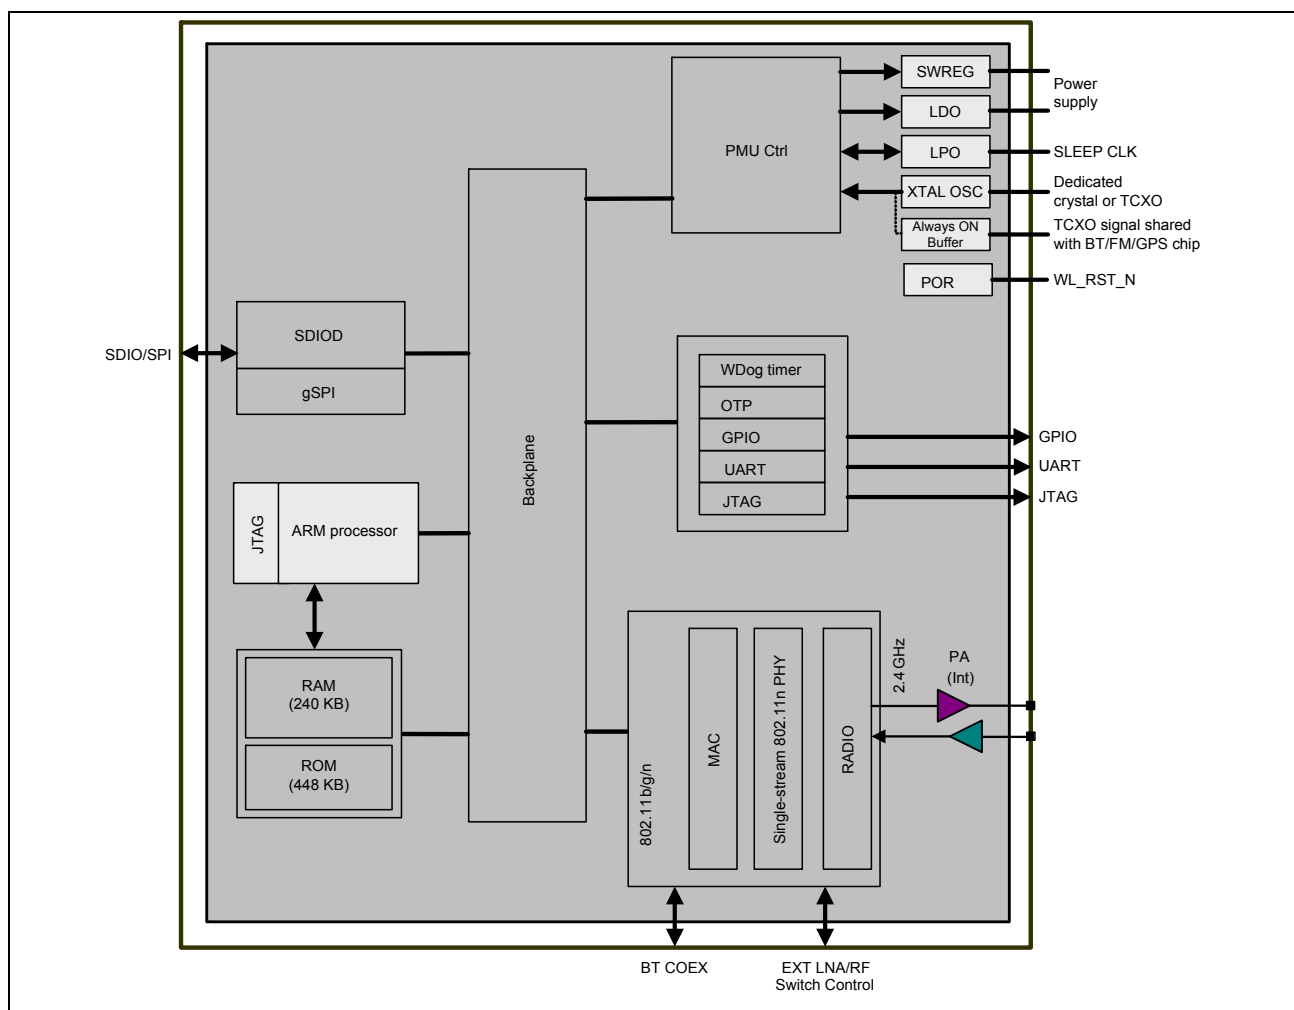 SWREG
Power
supply
LDO
PMU Ctrl
LPO
SLEEP CLK
XTAL OSC
Dedicated
crystal or TCXO
Always ON
Buffer
TCXO signal shared
with BT/FM/GPS chip
POR
WL_RST_N
SDIO/SPI
SDIOD
gSPI
Backplane
WDog timer
OTP
GPIO
UART
JTAG
GPIO
UART
JTAG
JTAG
ARM processor
RAM
(240 KB)
ROM
(448 KB)
802.11b/g/n
MAC
Single-stream 802.11n PHY
RADIO
2.4 GHz
PA
(Int)
BT COEX
EXT LNA/RF
Switch Control